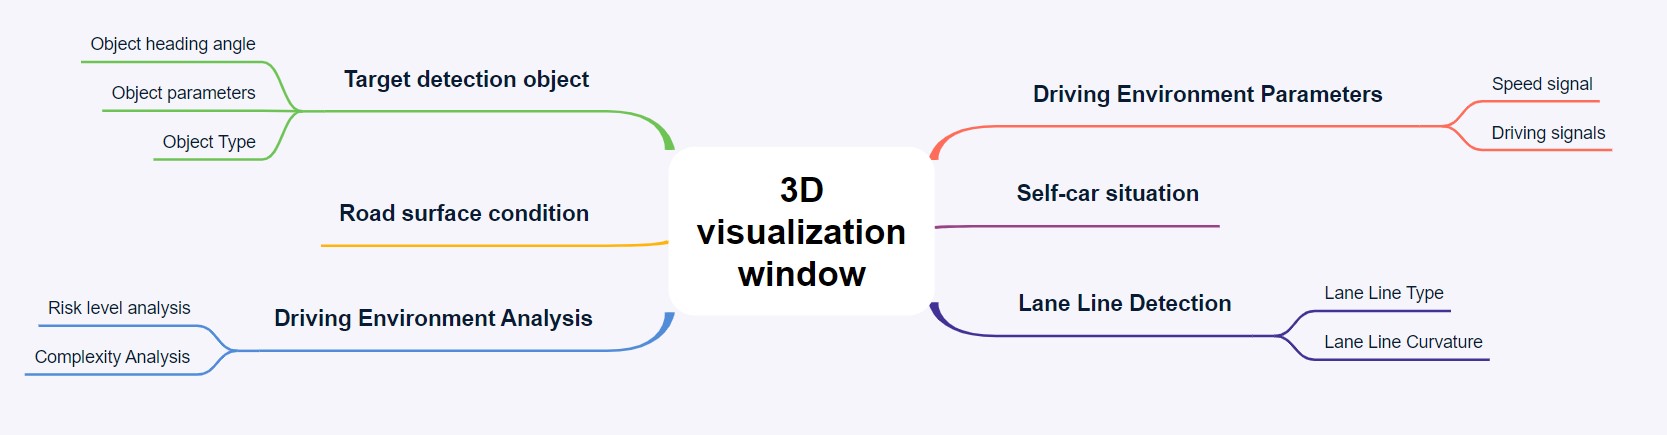 Object heading angle
Object parameters
Object Type
Target detection object
Road surface condition
Risk level analysis
Complexity Analysis
Driving Environment Analysis
3D
visualization
window
Driving Environment Parameters
Speed signal
Driving signals
Self-car situation
Lane Line Detection
Lane Line Type
Lane Line Curvature